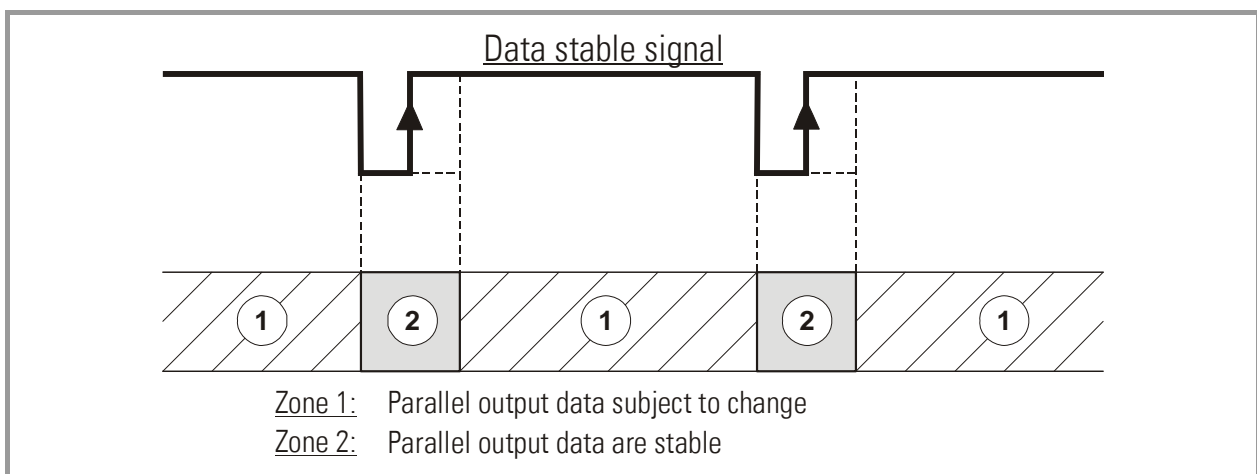 Data stable signal
1 2 1 2 1
Zone 1: Parallel output data subject to change
Zone 2: Parallel output data are stable